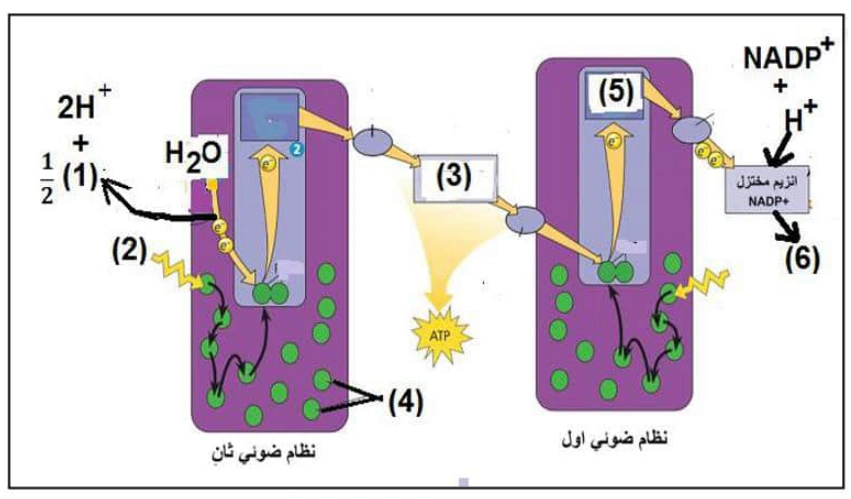 NADP+
+
H+
2H+
+
1/2 (1)
H2O
2
e-
e-
e-
(2)
(3)
(4)
ATP
(5)
e-
e-
e-
انزيم مختزل
NADP+
(6)
نظام ضوئي ثانِ
نظام ضوئي اول